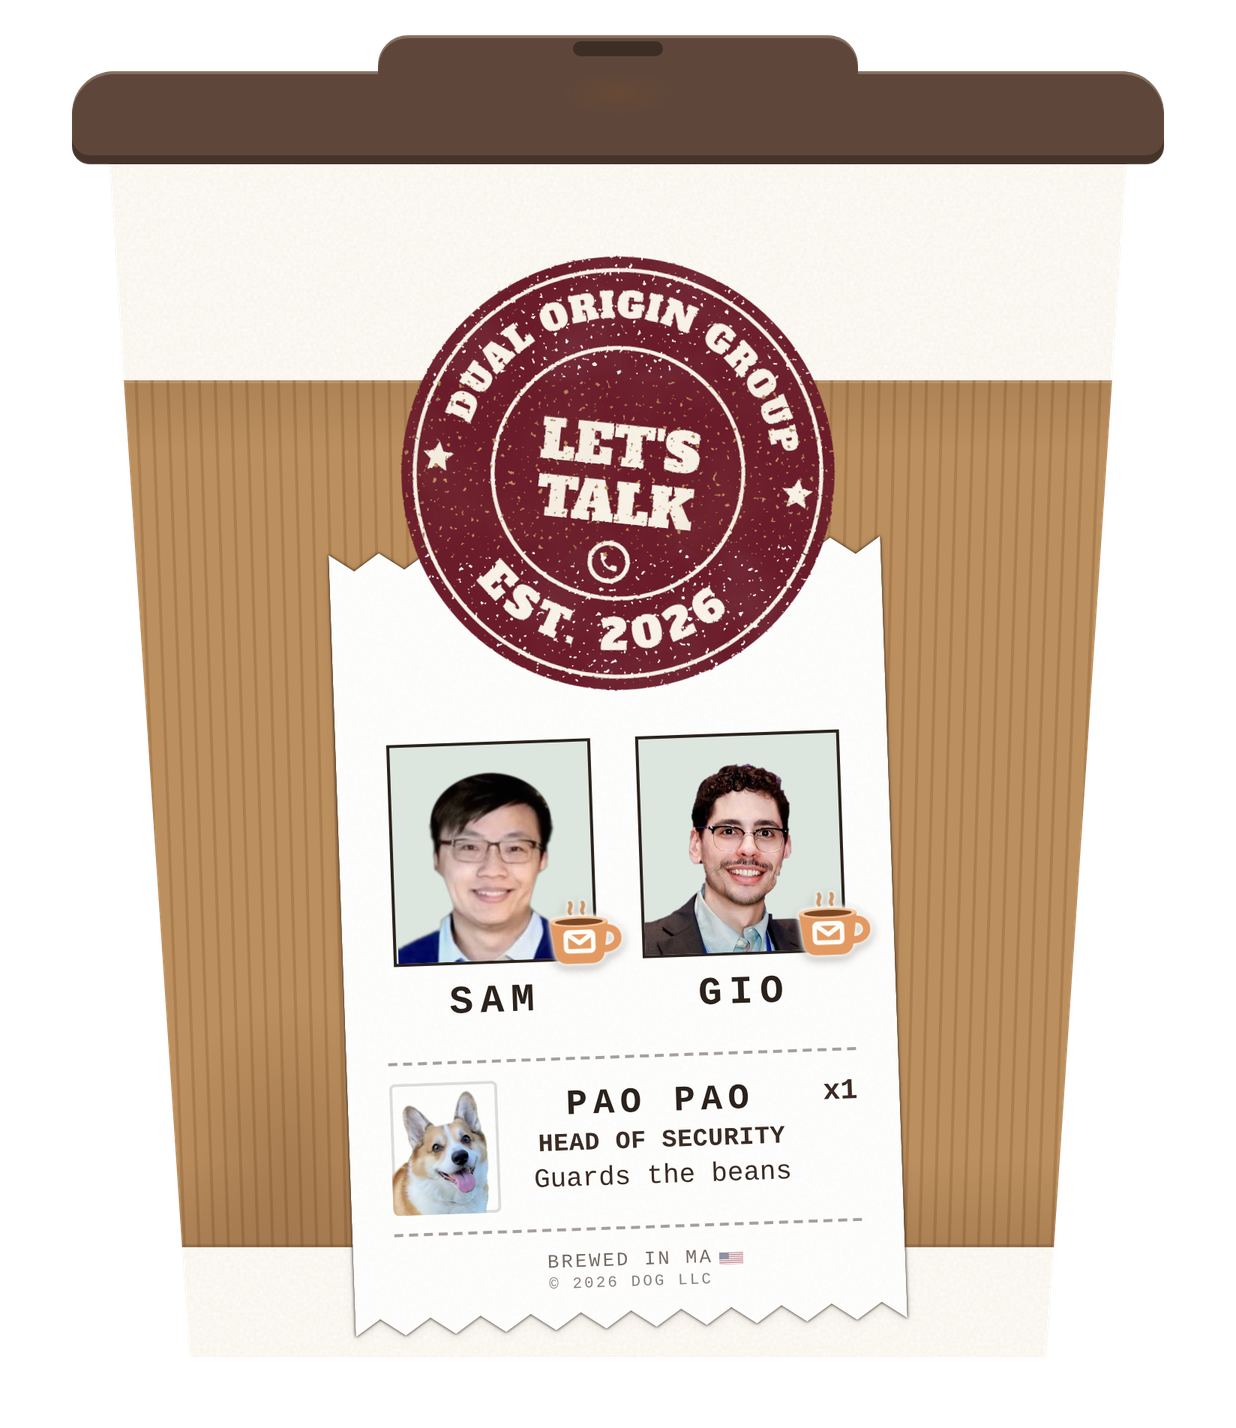 DUAL ORIGIN GROUP
LET'S
TALK
EST. 2026
SAM
GIO
PAO PAO
x1
HEAD OF SECURITY
Guards the beans
BREWED IN MA
© 2026 DOG LLC